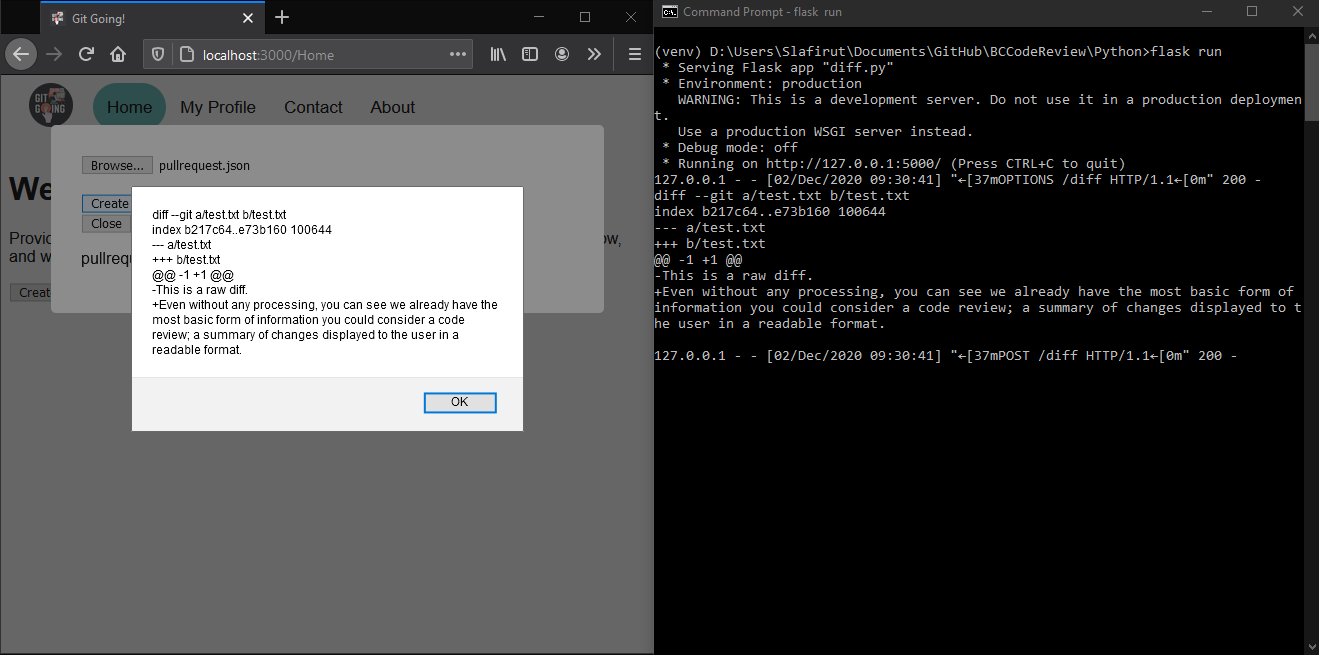 Git Going!
localhost:3000/Home
GIT
GOING
Home
My Profile
Contact
About
Browse...
pullrequest.json
We
Create
Close
Provid
ow,
and w
pullrequ
Creat
diff --git a/test.txt b/test.txt
index b217c64..e73b160 100644
--- a/test.txt
+++ b/test.txt
@@ -1 +1 @@
-This is a raw diff.
+Even without any processing, you can see we already have the
most basic form of information you could consider a code
review; a summary of changes displayed to the user in a
readable format.
OK
Command Prompt - flask run
(venv) D:\Users\Slafirut\Documents\GitHub\BCCodeReview\Python>flask run
* Serving Flask app "diff.py"
* Environment: production
WARNING: This is a development server. Do not use it in a production deploymen
t.
Use a production WSGI server instead.
* Debug mode: off
* Running on http://127.0.0.1:5000/ (Press CTRL+C to quit)
127.0.0.1 - - [02/Dec/2020 09:30:41] "←[37mOPTIONS /diff HTTP/1.1←[0m" 200 -
diff --git a/test.txt b/test.txt
index b217c64..e73b160 100644
--- a/test.txt
+++ b/test.txt
@@ -1 +1 @@
-This is a raw diff.
+Even without any processing, you can see we already have the most basic form of
information you could consider a code review; a summary of changes displayed to t
he user in a readable format.
127.0.0.1 - - [02/Dec/2020 09:30:41] "←[37mPOST /diff HTTP/1.1←[0m" 200 -